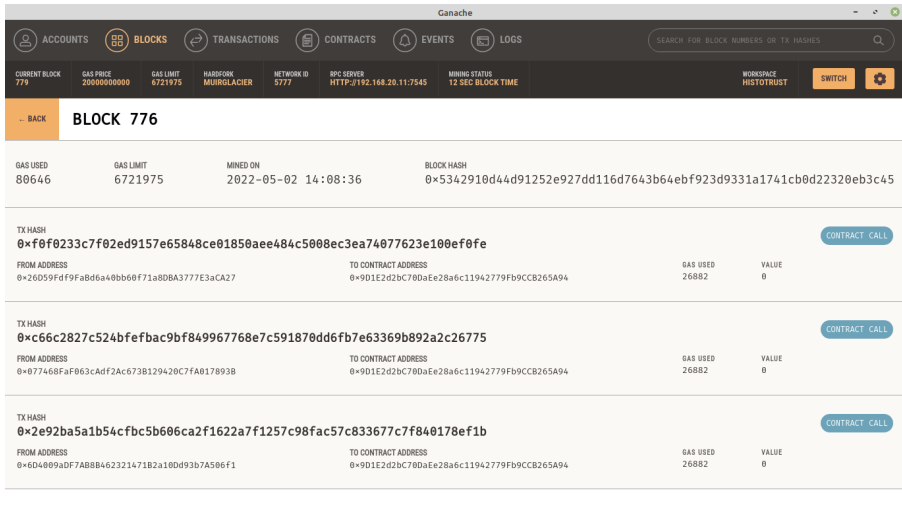 Ganache
ACCOUNTS BLOCKS TRANSACTIONS CONTRACTS EVENTS LOGS SEARCH FOR BLOCK NUMBERS OR TX HASHES
CURRENT BLOCK GAS PRICE GAS LIMIT HARDFORK NETWORK ID RPC SERVER MINING STATUS WORKSPACE SWITCH
779 20000000000 6721975 MUIRGLACIER 5777 HTTP://192.168.20.11:7545 12 SEC BLOCK TIME HISTOTRUST
← BACK BLOCK 776
GAS USED GAS LIMIT MINED ON BLOCK HASH
80646 6721975 2022-05-02 14:08:36 0×5342910d44d91252e927dd116d7643b64ebf923d9331a1741cb0d22320eb3c45
TX HASH CONTRACT CALL
0×f0f0233c7f02ed9157e65848ce01850aee484c5008ec3ea74077623e100ef0fe
FROM ADDRESS TO CONTRACT ADDRESS GAS USED VALUE
0×26D59Fdf9FaBd6a40bb60f71a8DBA3777E3aCA27 0×9D1E2d2bC70DaEe28a6c11942779Fb9CCB265A94 26882 0
TX HASH CONTRACT CALL
0×c66c2827c524bfefbac9bf849967768e7c591870dd6fb7e63369b892a2c26775
FROM ADDRESS TO CONTRACT ADDRESS GAS USED VALUE
0×077468FaF063cAdf2Ac673B129420C7fA017893B 0×9D1E2d2bC70DaEe28a6c11942779Fb9CCB265A94 26882 0
TX HASH CONTRACT CALL
0×2e92ba5a1b54cfbc5b606ca2f1622a7f1257c98fac57c833677c7f840178ef1b
FROM ADDRESS TO CONTRACT ADDRESS GAS USED VALUE
0×6D4009aDF7AB8B462321471B2a10Dd93b7A506f1 0×9D1E2d2bC70DaEe28a6c11942779Fb9CCB265A94 26882 0